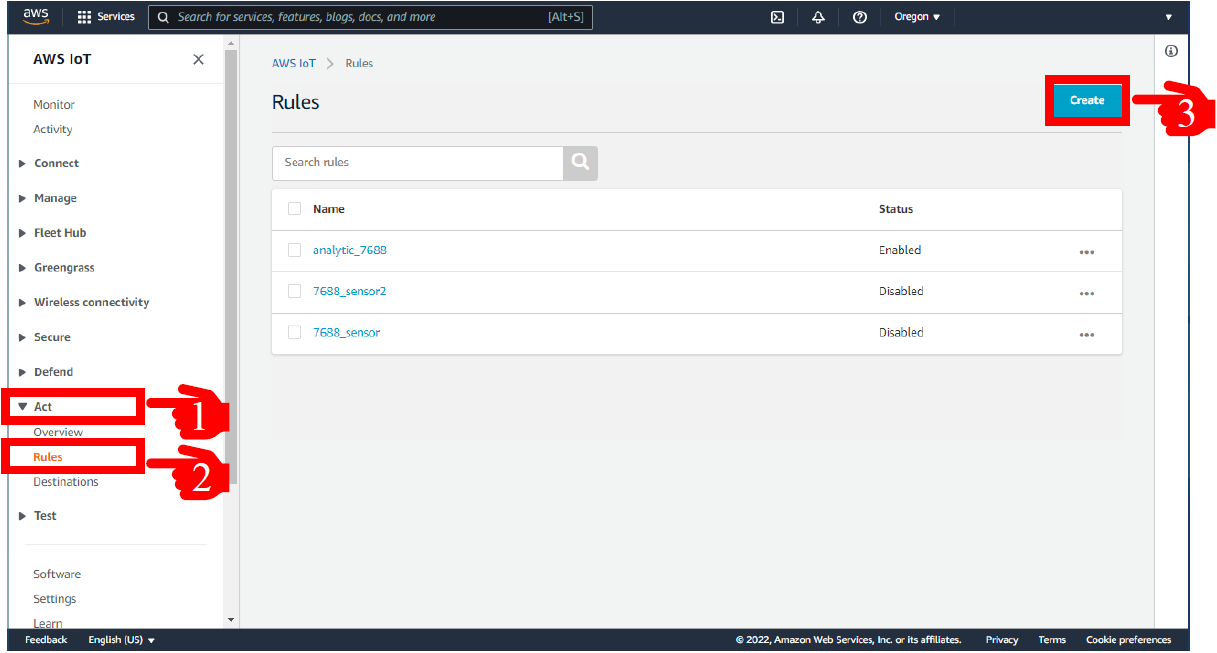 aws
Services
Search for services, features, blogs, docs, and more
[Alt+S]
Oregon
AWS IoT
Monitor
Activity
Connect
Manage
Fleet Hub
Greengrass
Wireless connectivity
Secure
Defend
Act
1
Overview
Rules
2
Destinations
Test
Software
Settings
Learn
AWS IoT > Rules
Rules
Create
3
Search rules
Name Status
analytic_7688 Enabled ...
7688_sensor2 Disabled ...
7688_sensor Disabled ...
Feedback English (US) © 2022, Amazon Web Services, Inc. or its affiliates. Privacy Terms Cookie preferences